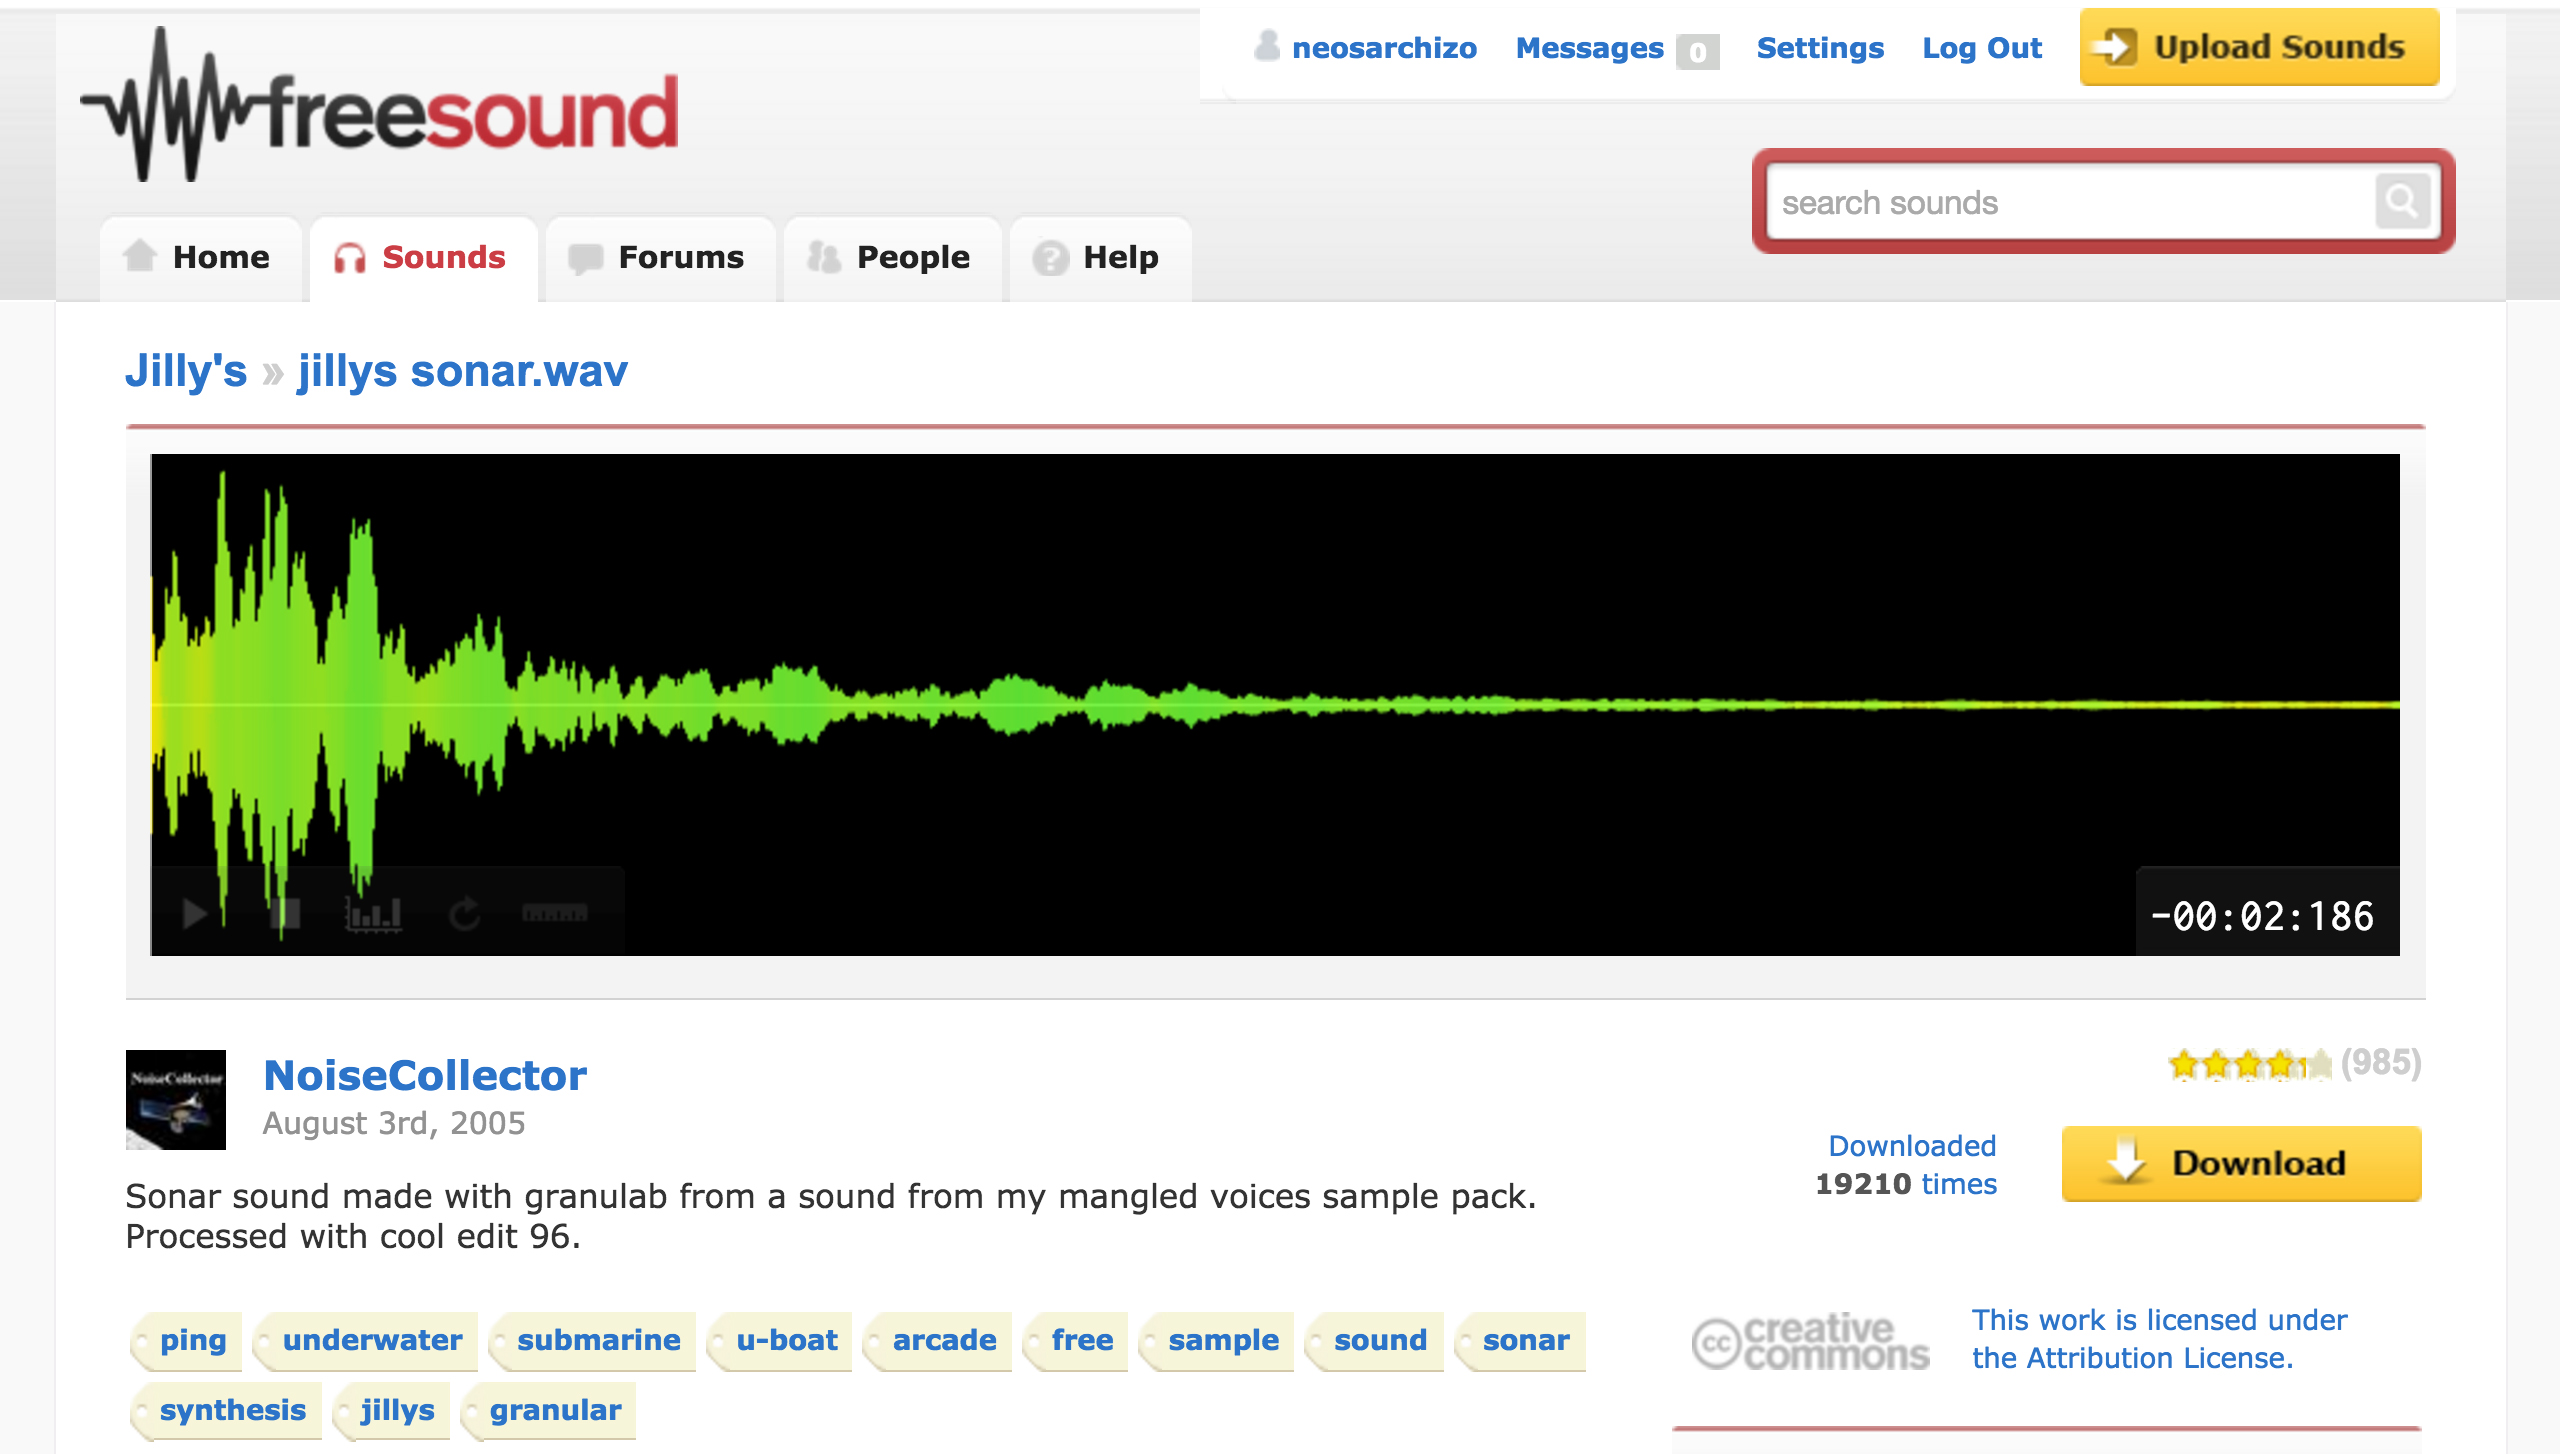 neosarchizo Messages 0 Settings Log Out Upload Sounds
freesound
search sounds
Home Sounds Forums People Help
Jilly's » jillys sonar.wav
-00:02:186
NoiseCollector
NoiseCollector
August 3rd, 2005
(985)
Downloaded
19210 times
Download
Sonar sound made with granulab from a sound from my mangled voices sample pack.
Processed with cool edit 96.
ping underwater submarine u-boat arcade free sample sound sonar
synthesis jillys granular
cc creative
commons
This work is licensed under
the Attribution License.